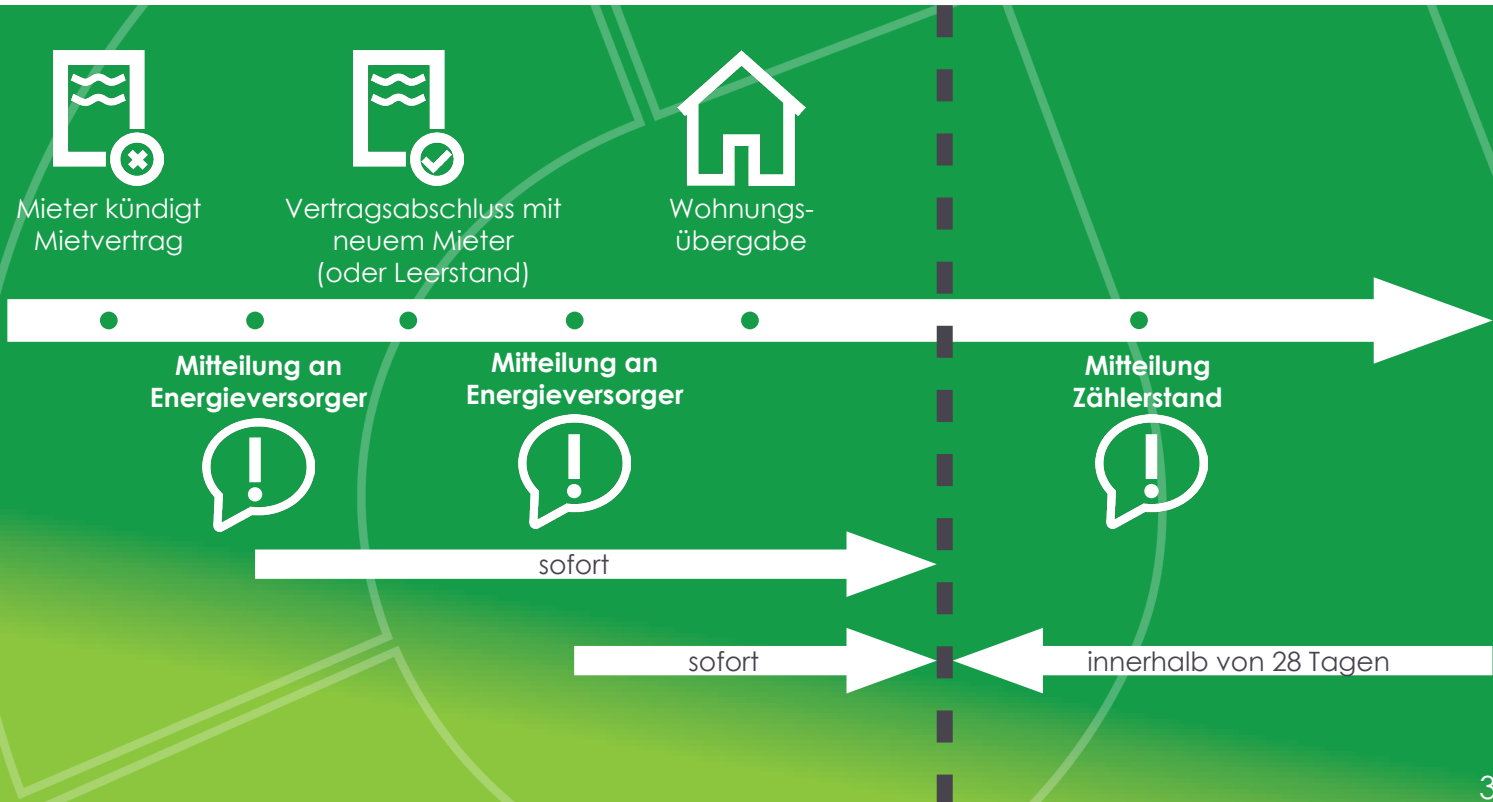 Mieter kündigt
Mietvertrag
Vertragsabschluss mit
neuem Mieter
(oder Leerstand)
Wohnungs-
übergabe
Mitteilung an
Energieversorger
Mitteilung an
Energieversorger
Mitteilung
Zählerstand
sofort
sofort
innerhalb von 28 Tagen
3